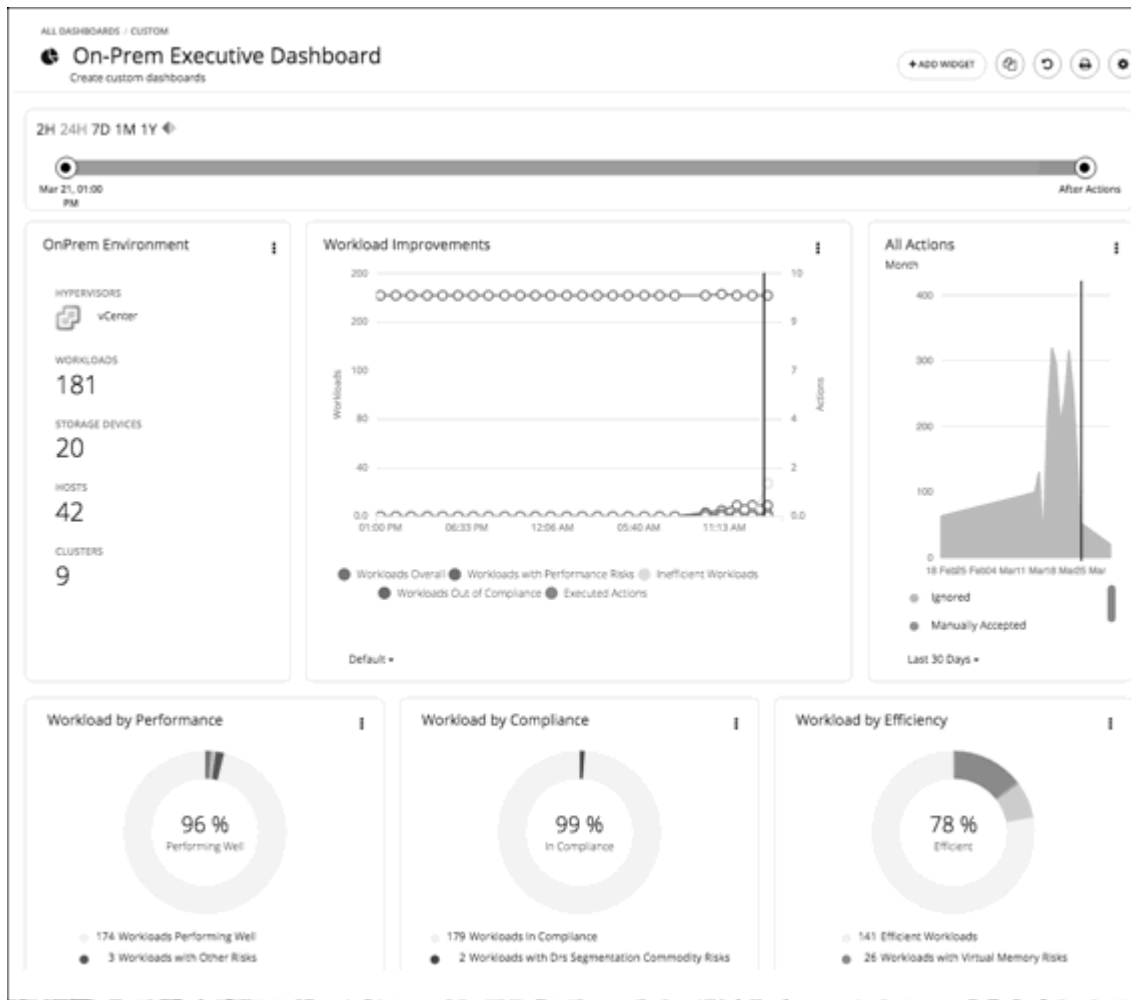 ALL DASHBOARDS / CUSTOM
On-Prem Executive Dashboard
Create custom dashboards
+ ADD WIDGET
2H 24H 7D 1M 1Y
Mar 21, 01:00
PM
After Actions
OnPrem Environment
HYPERVISORS
vCenter
WORKLOADS
181
STORAGE DEVICES
20
HOSTS
42
CLUSTERS
9
Workload Improvements
200
200
100
80
40
0.0
Workloads
10
9
7
4
2
0.0
Actions
01:00 PM 06:33 PM 12:06 AM 05:40 AM 11:13 AM
Workloads Overall Workloads with Performance Risks Inefficient Workloads
Workloads Out of Compliance Executed Actions
Default
All Actions
Month
400
300
200
100
0
18 Feb25 Feb04 Mar11 Mar18 Mar25 Mar
Ignored
Manually Accepted
Last 30 Days
Workload by Performance
96 %
Performing Well
174 Workloads Performing Well
3 Workloads with Other Risks
Workload by Compliance
99 %
In Compliance
179 Workloads In Compliance
2 Workloads with Drs Segmentation Commodity Risks
Workload by Efficiency
78 %
Efficient
141 Efficient Workloads
26 Workloads with Virtual Memory Risks